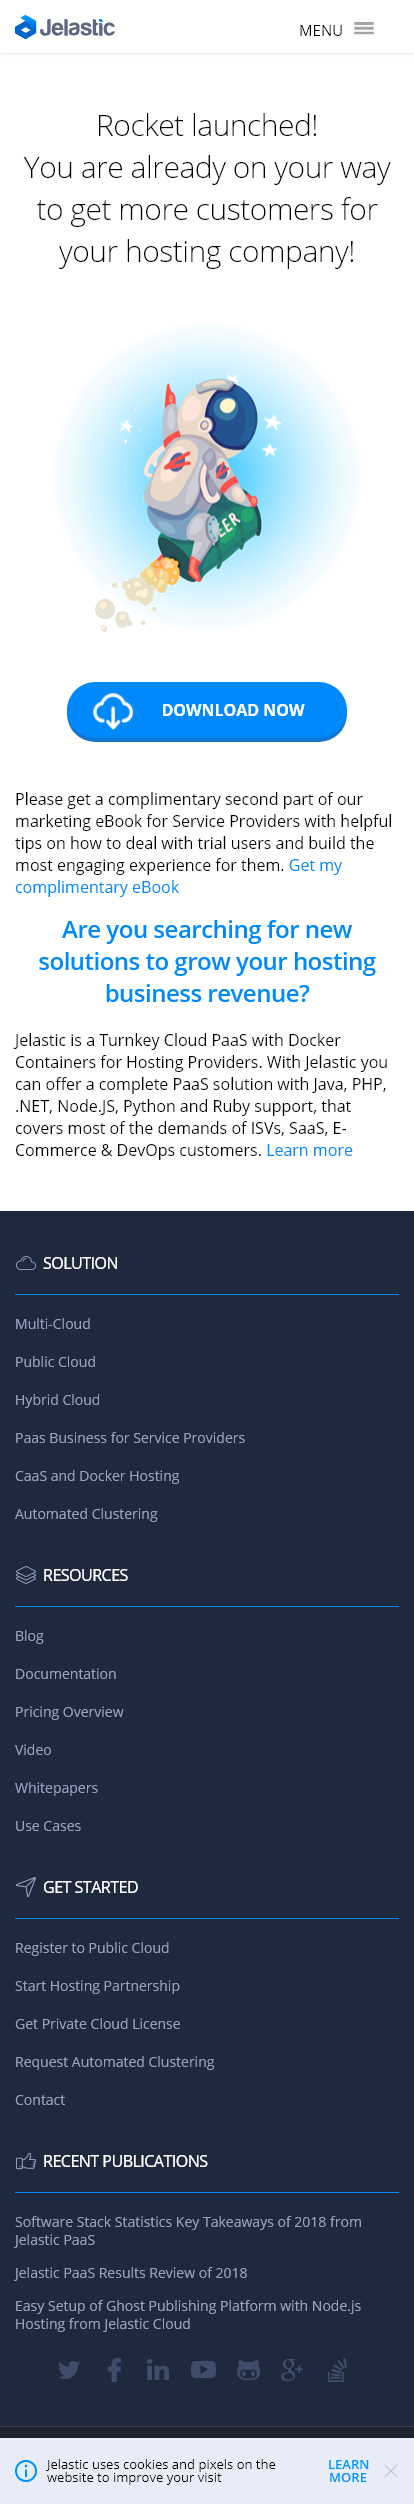 Jelastic
MENU
Rocket launched!
You are already on your way
to get more customers for
your hosting company!
DOWNLOAD NOW
Please get a complimentary second part of our
marketing eBook for Service Providers with helpful
tips on how to deal with trial users and build the
most engaging experience for them. Get my
complimentary eBook
Are you searching for new
solutions to grow your hosting
business revenue?
Jelastic is a Turnkey Cloud PaaS with Docker
Containers for Hosting Providers. With Jelastic you
can offer a complete PaaS solution with Java, PHP,
.NET, Node.JS, Python and Ruby support, that
covers most of the demands of ISVs, SaaS, E-
Commerce & DevOps customers. Learn more
SOLUTION
Multi-Cloud
Public Cloud
Hybrid Cloud
Paas Business for Service Providers
CaaS and Docker Hosting
Automated Clustering
RESOURCES
Blog
Documentation
Pricing Overview
Video
Whitepapers
Use Cases
GET STARTED
Register to Public Cloud
Start Hosting Partnership
Get Private Cloud License
Request Automated Clustering
Contact
RECENT PUBLICATIONS
Software Stack Statistics Key Takeaways of 2018 from
Jelastic PaaS
Jelastic PaaS Results Review of 2018
Easy Setup of Ghost Publishing Platform with Node.js
Hosting from Jelastic Cloud
Jelastic uses cookies and pixels on the
website to improve your visit
LEARN
MORE